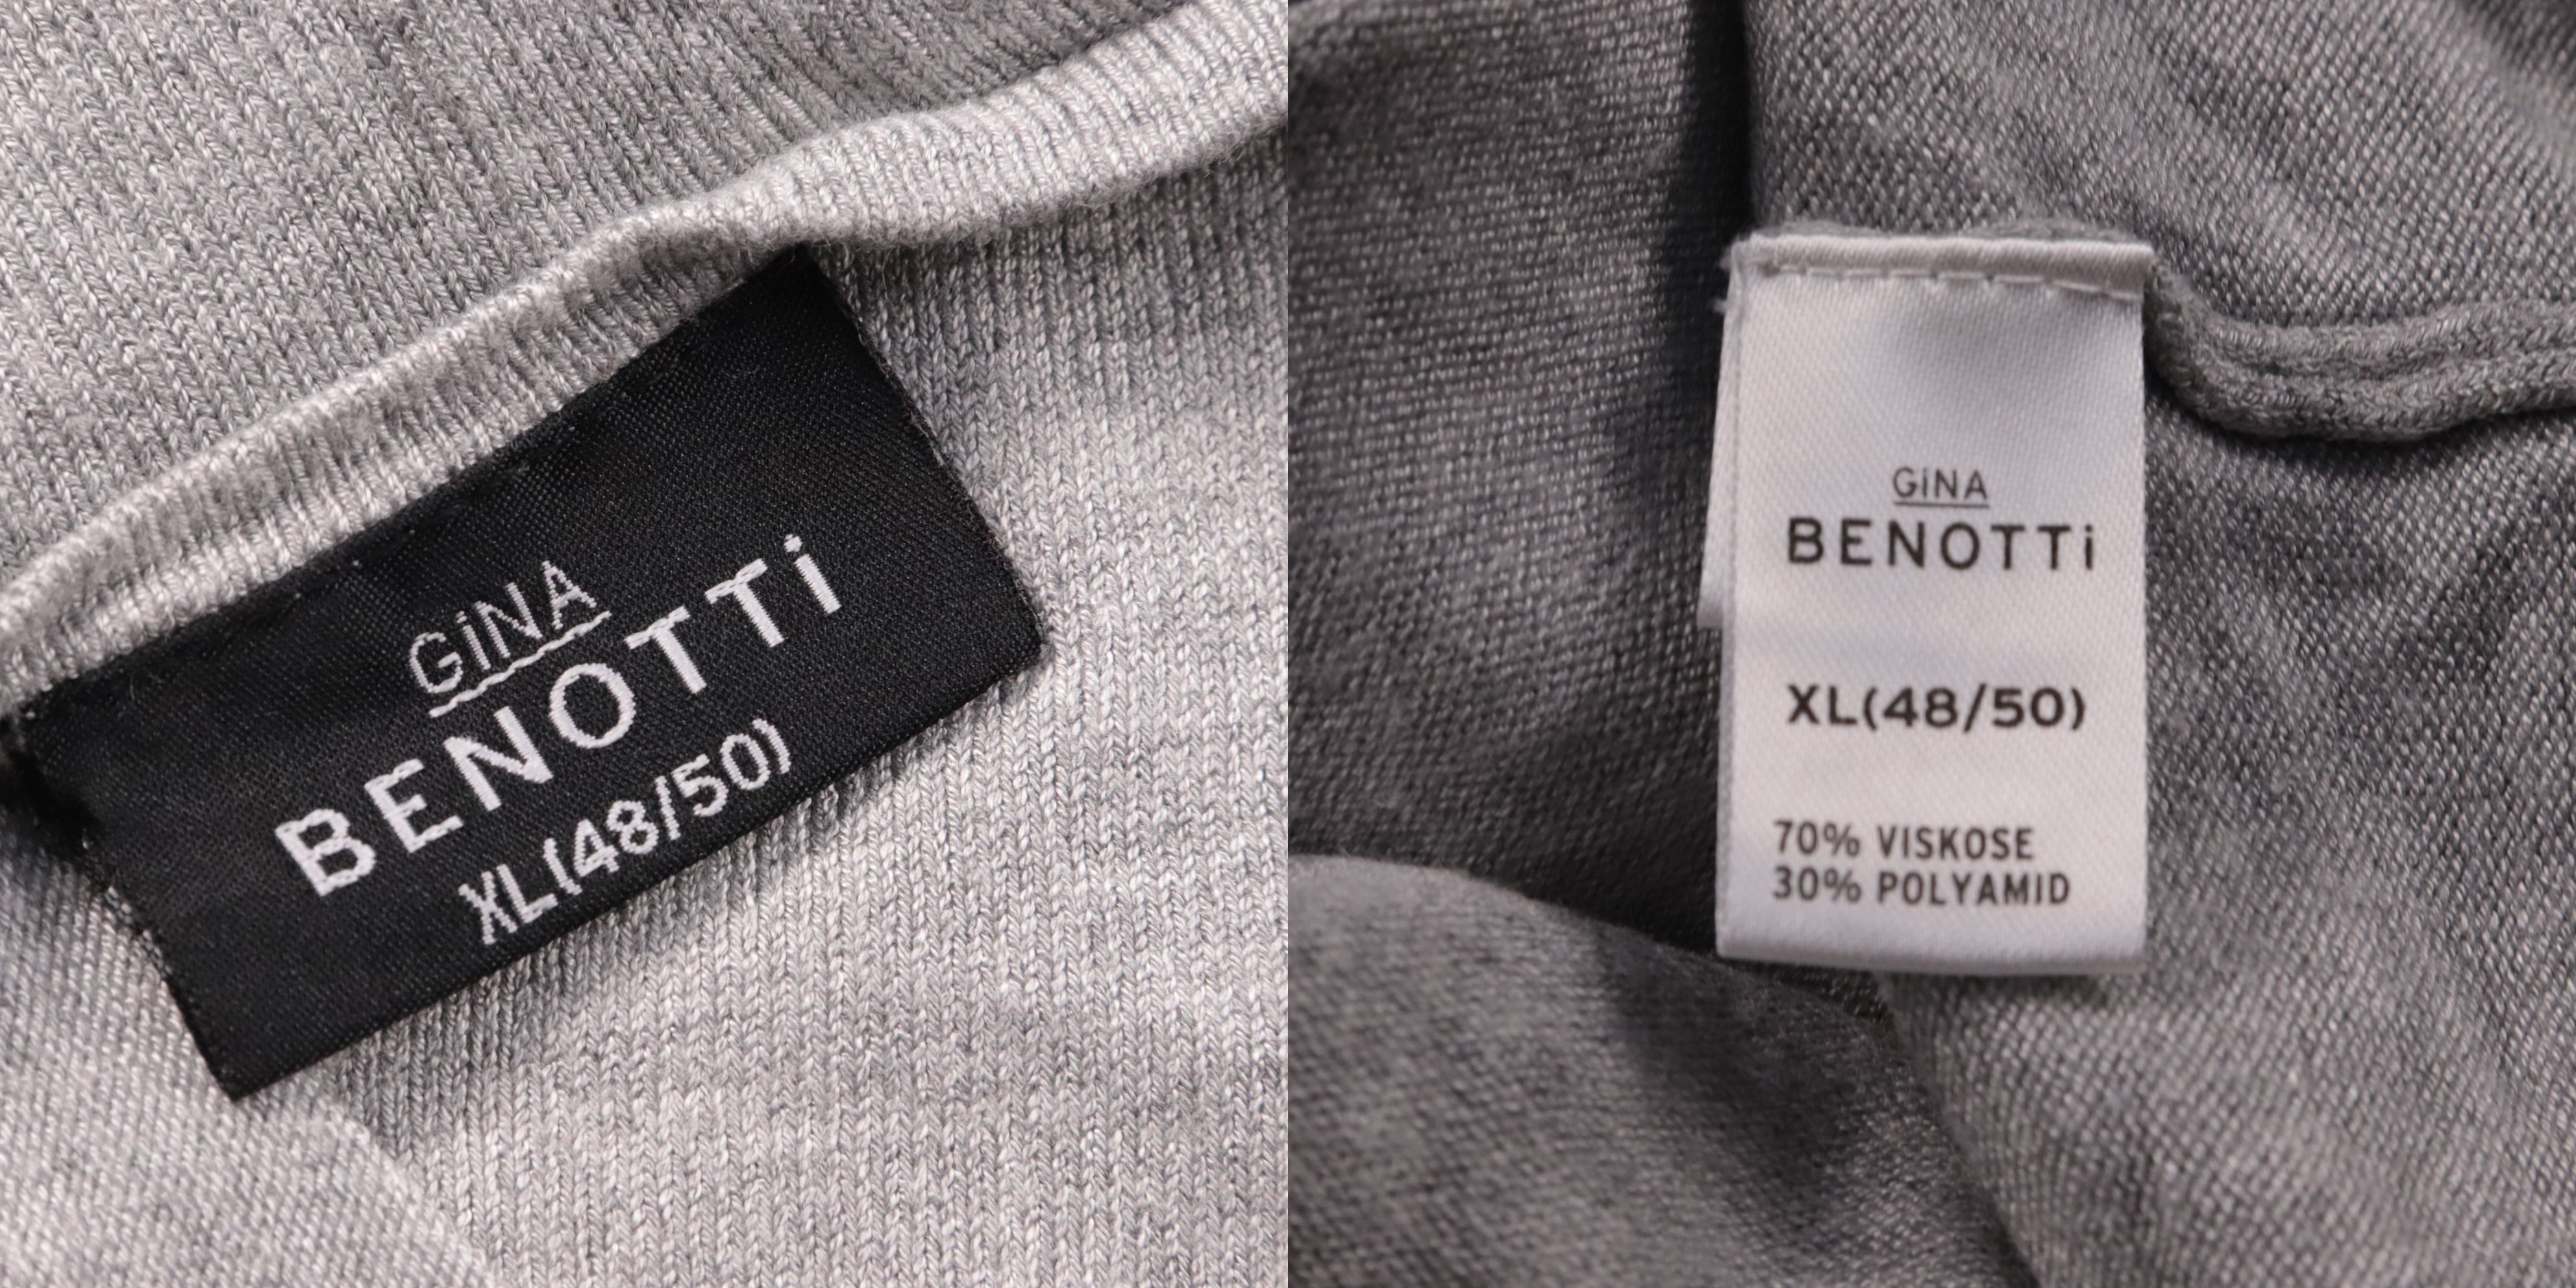 GiNA
BENOTTi
XL(48/50)
GiNA
BENOTTi
XL(48/50)
70% VISKOSE
30% POLYAMID